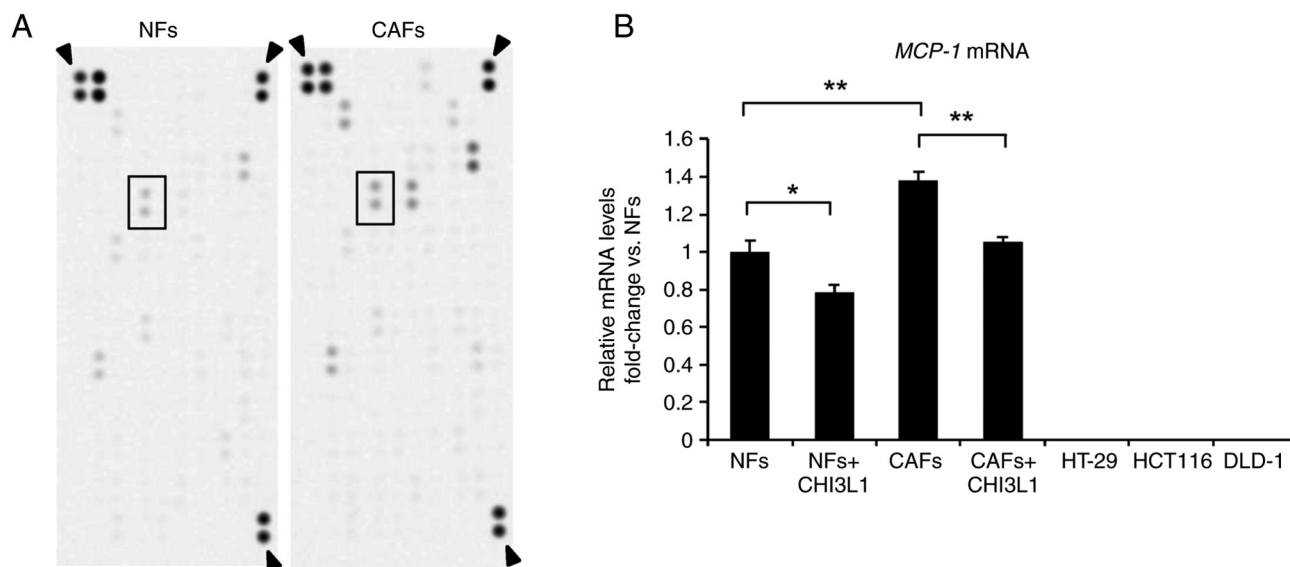 A
NFs
CAFs
B
MCP-1 mRNA
**
**
*
Relative mRNA levels
fold-change vs. NFs
1.6
1.4
1.2
1
0.8
0.6
0.4
0.2
0
NFs
NFs+
CHI3L1
CAFs
CAFs+
CHI3L1
HT-29
HCT116
DLD-1